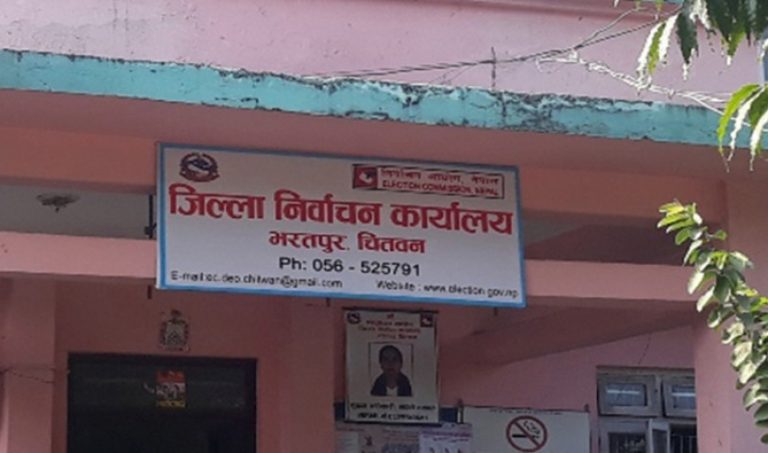 निर्वाचन आयोग, नेपाल
ELECTION COMMISSION, NEPAL
जिल्ला निर्वाचन कार्यालय
भरतपुर, चितवन
Ph: 056 - 525791
E-mail:ec.deo.chitwan@gmail.com Website : www.election.gov.np